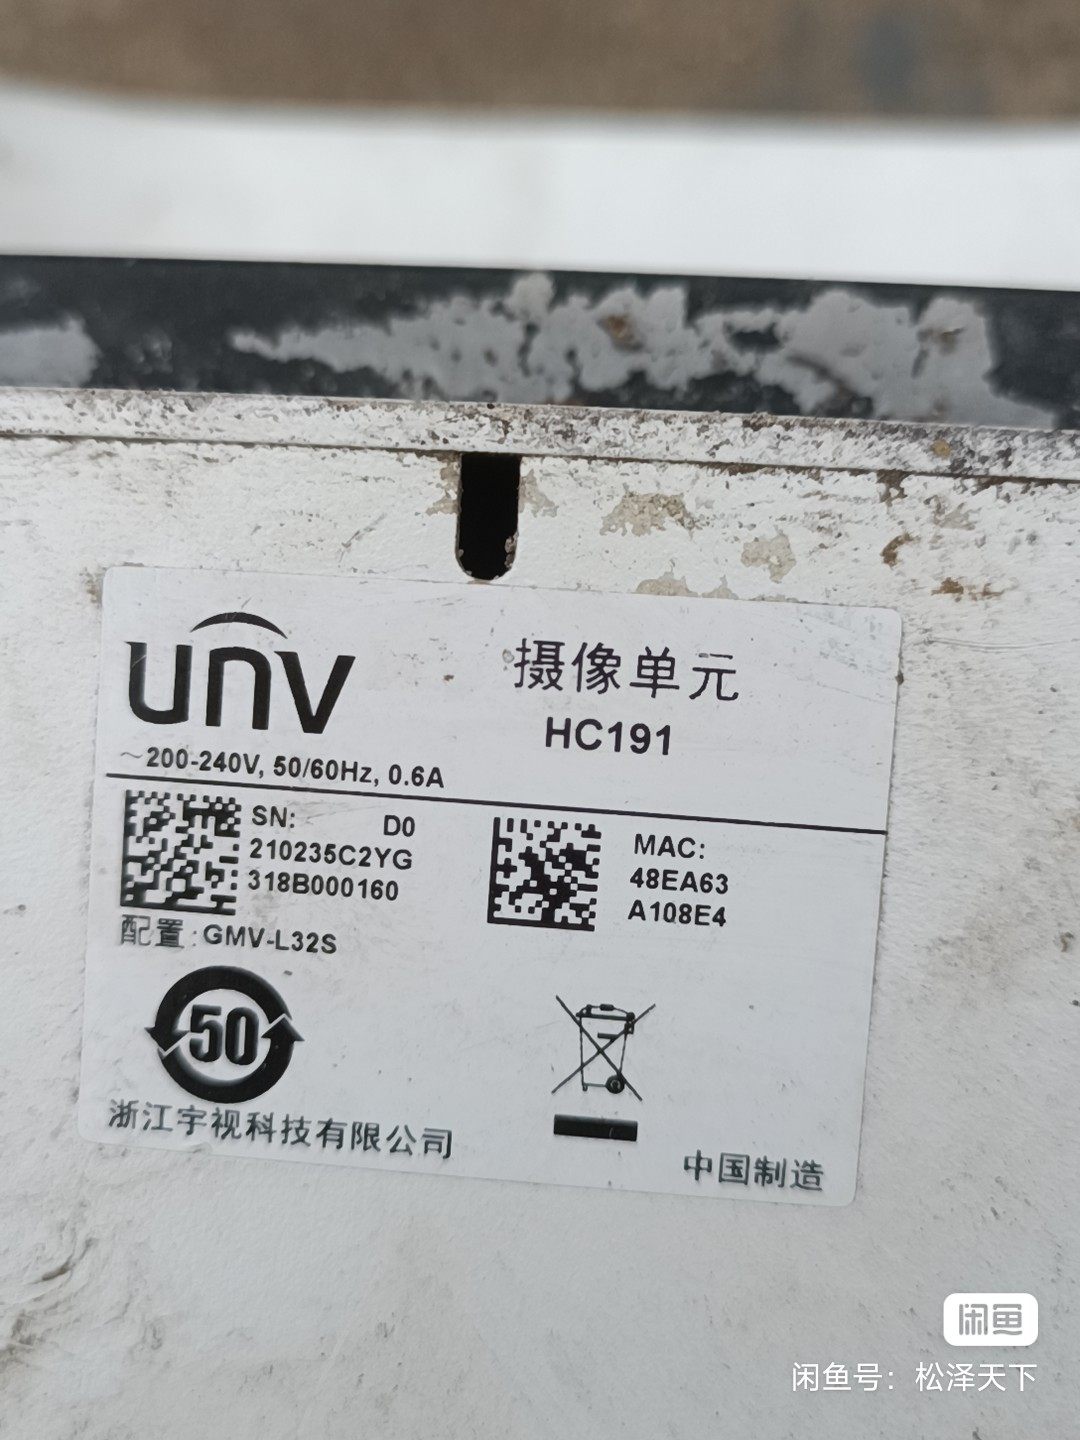 unv
摄像单元
HC191
~200-240V, 50/60Hz, 0.6A
SN: D0
210235C2YG
318B000160
MAC:
48EA63
A108E4
配置:GMV-L32S
50
浙江宇视科技有限公司
中国制造
闲鱼
闲鱼号：松泽天下